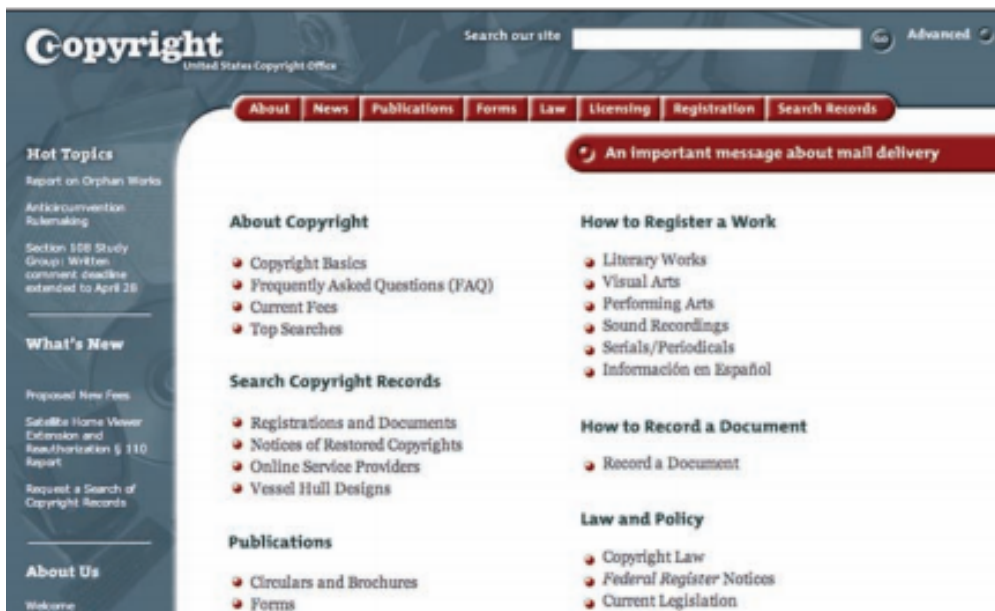 Copyright
United States Copyright Office
Search our site
Go
Advanced
About
News
Publications
Forms
Law
Licensing
Registration
Search Records
An important message about mail delivery
Hot Topics
Report on Orphan Works
Anticircumvention
Rulemaking
Section 108 Study
Group: Written
comment deadline
extended to April 28
What's New
Proposed New Fees
Satellite Home Viewer
Extension and
Reauthorization § 110
Report
Request a Search of
Copyright Records
About Us
Welcome
About Copyright
Copyright Basics
Frequently Asked Questions (FAQ)
Current Fees
Top Searches
Search Copyright Records
Registrations and Documents
Notices of Restored Copyrights
Online Service Providers
Vessel Hull Designs
Publications
Circulars and Brochures
Forms
How to Register a Work
Literary Works
Visual Arts
Performing Arts
Sound Recordings
Serials/Periodicals
Información en Español
How to Record a Document
Record a Document
Law and Policy
Copyright Law
Federal Register Notices
Current Legislation